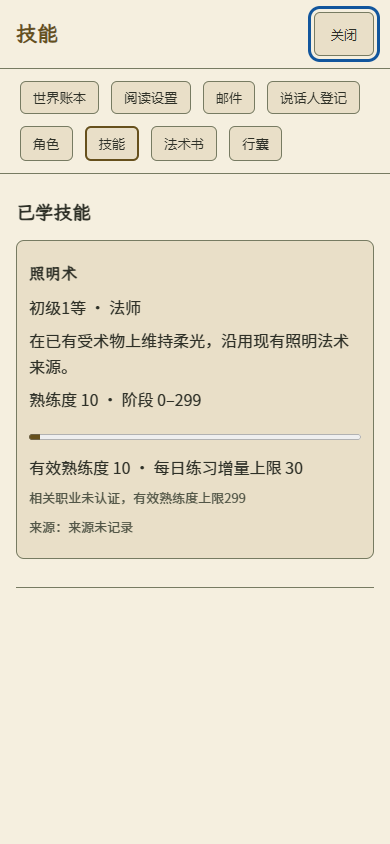 技能
关闭
世界账本
阅读设置
邮件
说话人登记
角色
技能
法术书
行囊
已学技能
照明术
初级1等 · 法师
在已有受术物上维持柔光，沿用现有照明法术
来源。
熟练度 10 · 阶段 0–299
有效熟练度 10 · 每日练习增量上限 30
相关职业未认证，有效熟练度上限299
来源：来源未记录